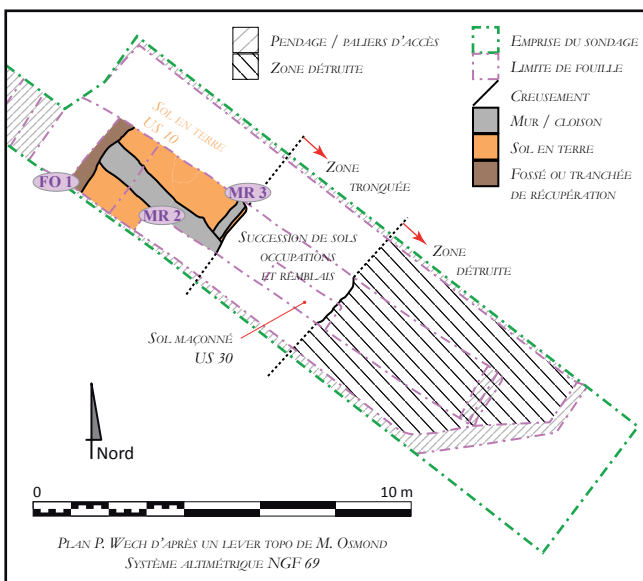 Pendage / paliers d'accès
Zone détruite
Emprise du sondage
Limite de fouille
Creusement
Mur / cloison
Sol en terre
Fossé ou tranchée
de récupération
Sol en terre
US 10
FO 1
MR 2
MR 3
Zone
tronquée
Succession de sols
occupations
et remblais
Zone
détruite
Sol maçonné
US 30
Nord
0 10 m
Plan P. Wech d'après un lever topo de M. Osmond
Système altimétrique NGF 69